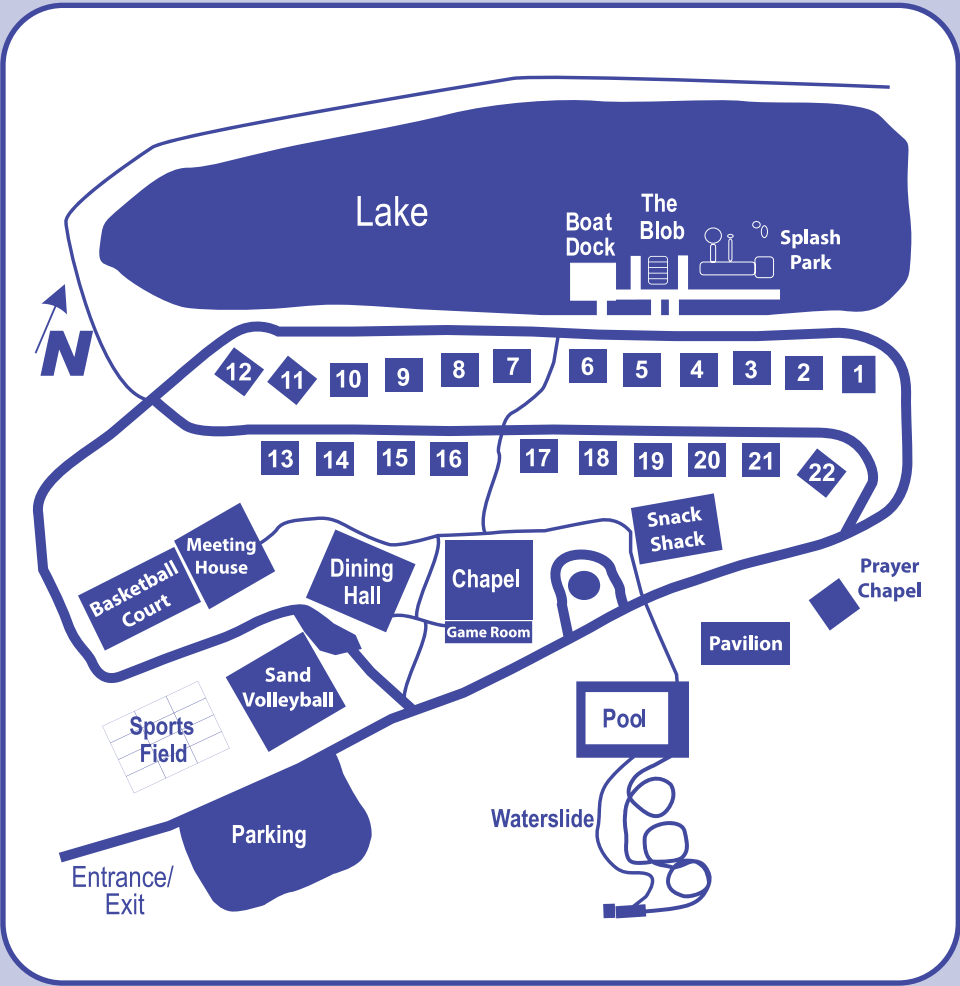 Lake
Boat
Dock
The
Blob
Splash
Park
N
12
11
10
9
8
7
6
5
4
3
2
1
13
14
15
16
17
18
19
20
21
22
Snack
Shack
Meeting
House
Basketball
Court
Dining
Hall
Chapel
Game Room
Prayer
Chapel
Pavilion
Sand
Volleyball
Sports
Field
Pool
Waterslide
Parking
Entrance/
Exit